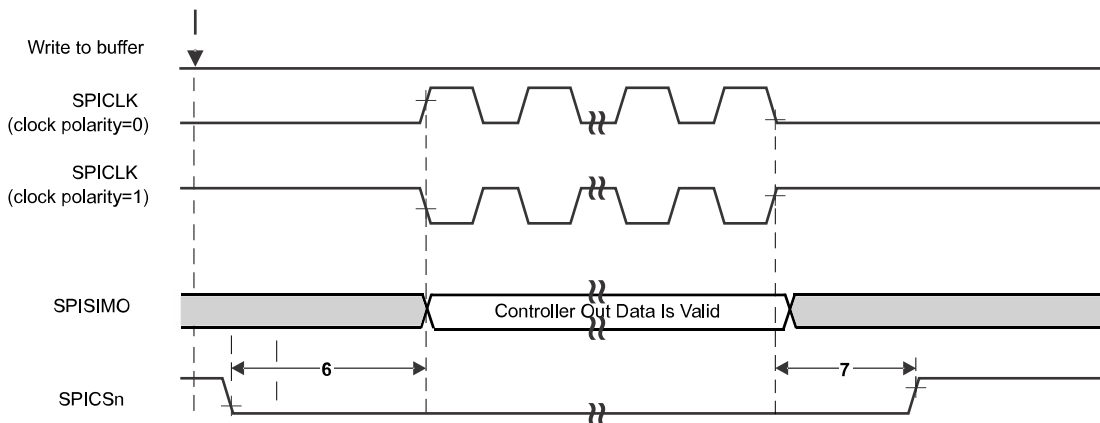 Write to buffer
SPICLK
(clock polarity=0)
SPICLK
(clock polarity=1)
SPISIMO
Controller Out Data Is Valid
6
7
SPICSn